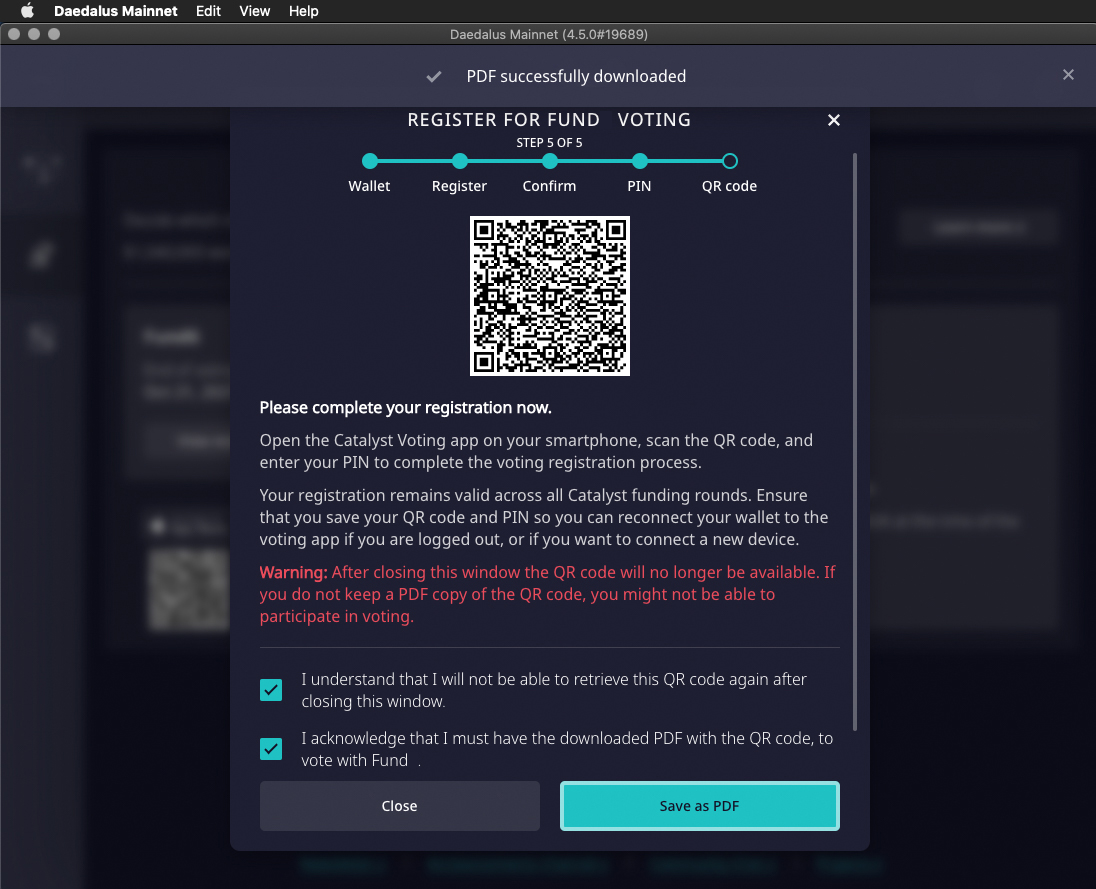 Daedalus Mainnet Edit View Help
Daedalus Mainnet (4.5.0#19689)
PDF successfully downloaded
REGISTER FOR FUND VOTING
STEP 5 OF 5
Wallet Register Confirm PIN QR code
Please complete your registration now.
Open the Catalyst Voting app on your smartphone, scan the QR code, and
enter your PIN to complete the voting registration process.
Your registration remains valid across all Catalyst funding rounds. Ensure
that you save your QR code and PIN so you can reconnect your wallet to the
voting app if you are logged out, or if you want to connect a new device.
Warning: After closing this window the QR code will no longer be available. If
you do not keep a PDF copy of the QR code, you might not be able to
participate in voting.
I understand that I will not be able to retrieve this QR code again after
closing this window.
I acknowledge that I must have the downloaded PDF with the QR code, to
vote with Fund .
Close Save as PDF